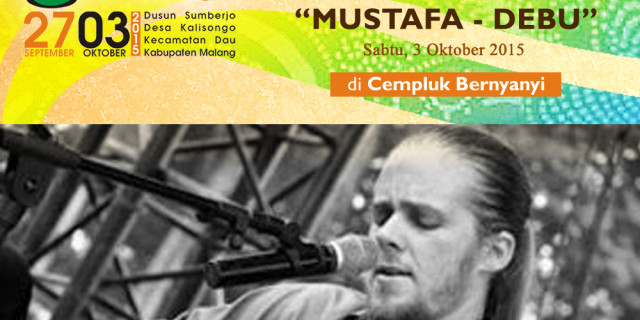 27 03 2015
SEPTEMBER OKTOBER
Dusun Sumberjo
Desa Kalisongo
Kecamatan Dau
Kabupaten Malang
“MUSTAFA - DEBU”
Sabtu, 3 Oktober 2015
di Cempluk Bernyanyi